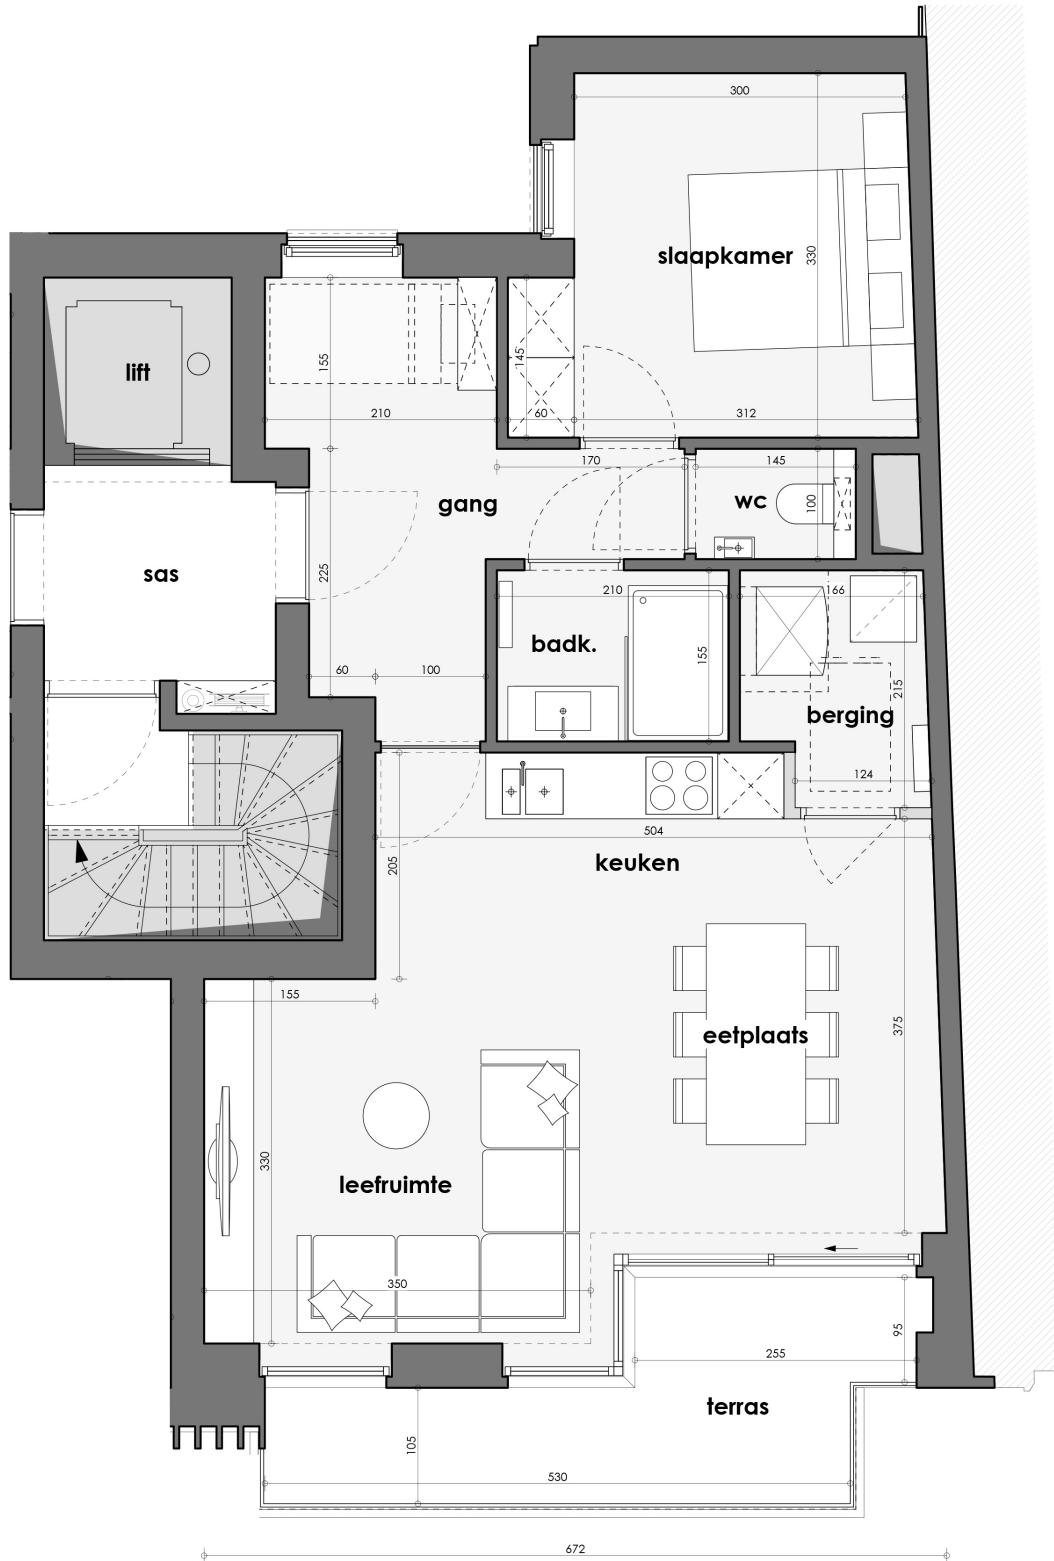 300
slaapkamer
330
lift
155
145
210
60
312
170
145
gang
wc
100
sas
225
210
166
badk.
155
215
60
100
berging
124
504
keuken
205
155
eetplaats
375
330
leefruimte
350
95
255
terras
105
530
672